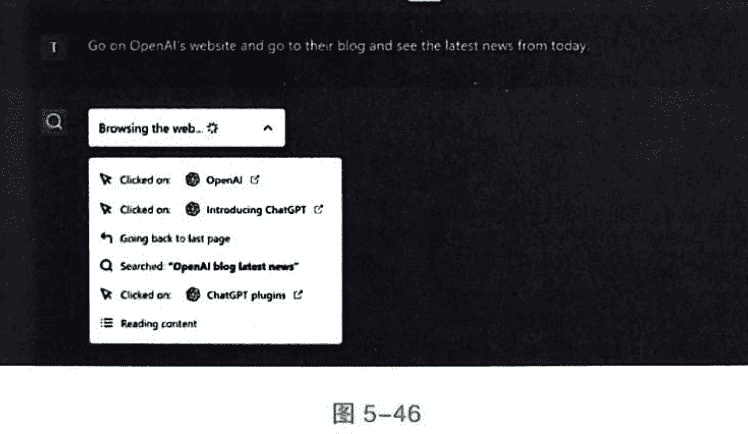 T
Go on OpenAI's website and go to their blog and see the latest news from today.
Browsing the web...
Clicked on: OpenAI
Clicked on: Introducing ChatGPT
Going back to last page
Searched: "OpenAI blog latest news"
Clicked on: ChatGPT plugins
Reading content
图 5-46